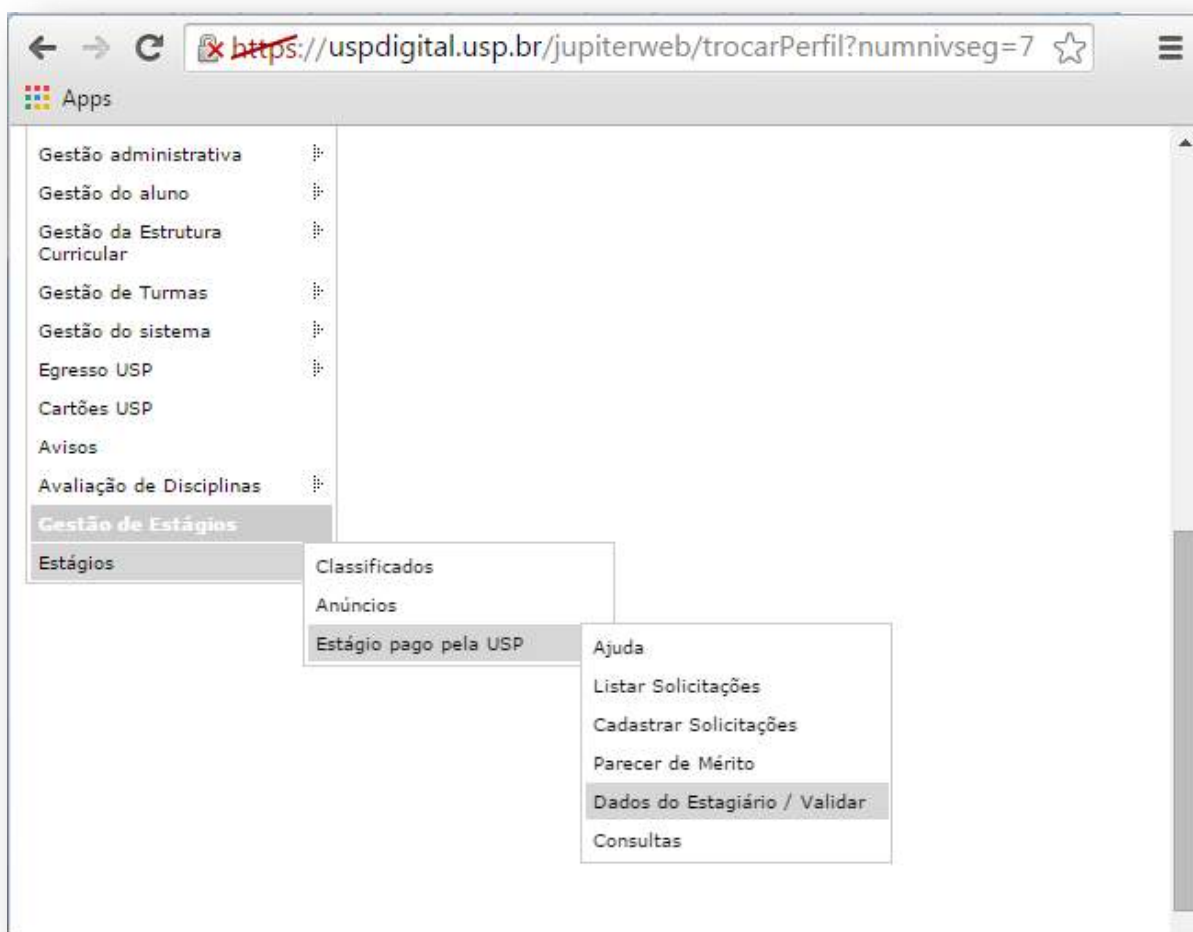 https://uspdigital.usp.br/jupiterweb/trocarPerfil?numnivseg=7
Apps
Gestão administrativa
Gestão do aluno
Gestão da Estrutura
Curricular
Gestão de Turmas
Gestão do sistema
Egresso USP
Cartões USP
Avisos
Avaliação de Disciplinas
Gestão de Estágios
Estágios
Classificados
Anúncios
Estágio pago pela USP
Ajuda
Listar Solicitações
Cadastrar Solicitações
Parecer de Mérito
Dados do Estagiário / Validar
Consultas